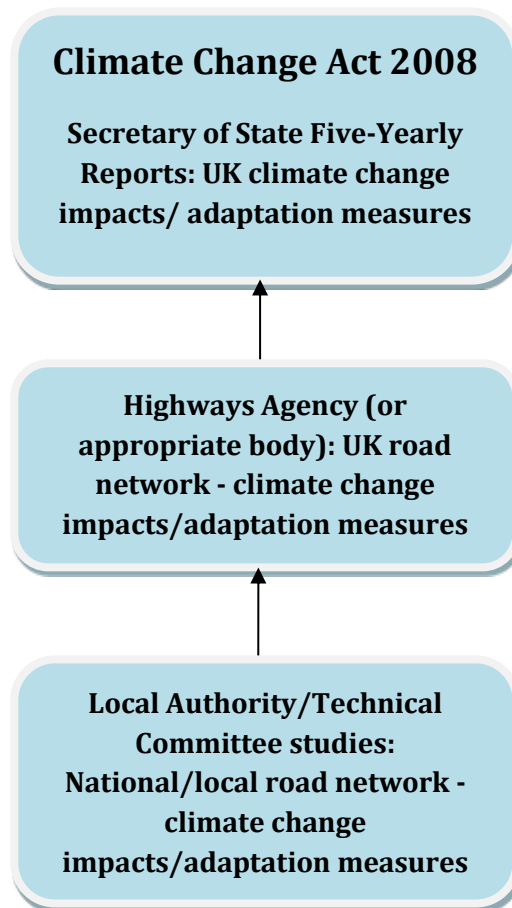 Climate Change Act 2008
Secretary of State Five-Yearly
Reports: UK climate change
impacts/ adaptation measures
Highways Agency (or
appropriate body): UK road
network - climate change
impacts/adaptation measures
Local Authority/Technical
Committee studies:
National/local road network -
climate change
impacts/adaptation measures